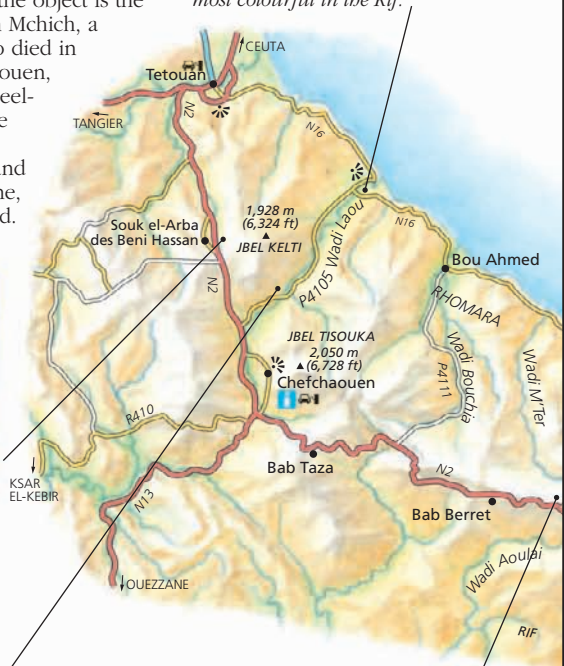 the object is the
Mchich, a
o died in
ouen,
eel-
e
und
ne,
d.
most colourful in the Rif.
CEUTA
Tetouan
TANGIER
N2
N16
1,928 m
(6,324 ft)
JBEL KELTI
Souk el-Arba
des Beni Hassan
P4105 Wadi Laou
N16
Bou Ahmed
RHOMARA
N2
JBEL TISOUKA
2,050 m
(6,728 ft)
Chefchaouen
Wadi Bouchia
P4111
Wadi M'Ter
R410
Bab Taza
KSAR
EL-KEBIR
N13
N2
Bab Berret
Wadi Aoulai
OUEZZANE
RIF